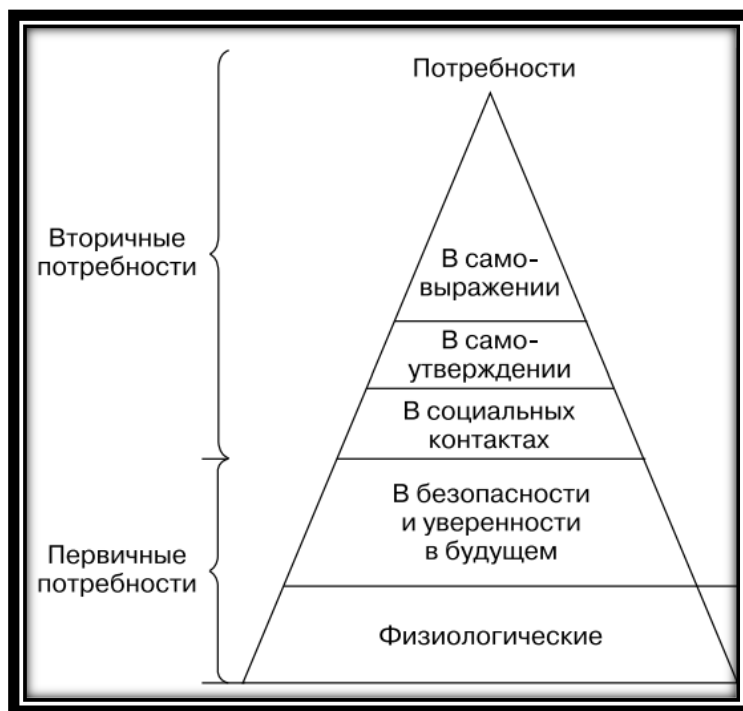 Потребности
Вторичные
потребности
В само-
выражении
В само-
утверждении
В социальных
контактах
Первичные
потребности
В безопасности
и уверенности
в будущем
Физиологические